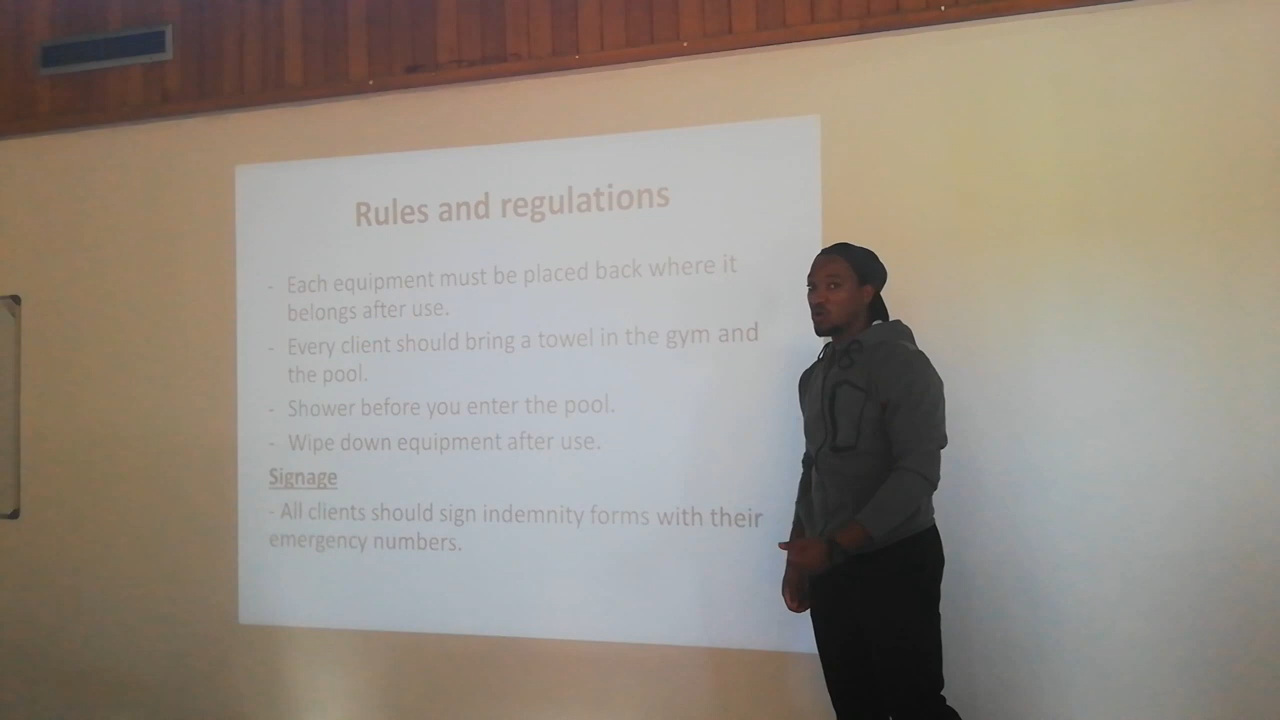 Rules and regulations
- Each equipment must be placed back where it
belongs after use.
- Every client should bring a towel in the gym and
the pool.
- Shower before you enter the pool.
- Wipe down equipment after use.
Signage
- All clients should sign indemnity forms with their
emergency numbers.